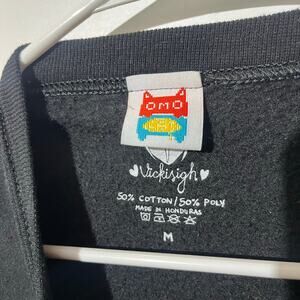 OMO
Vickisigh
50% COTTON/50% POLY
MADE IN HONDURAS
M